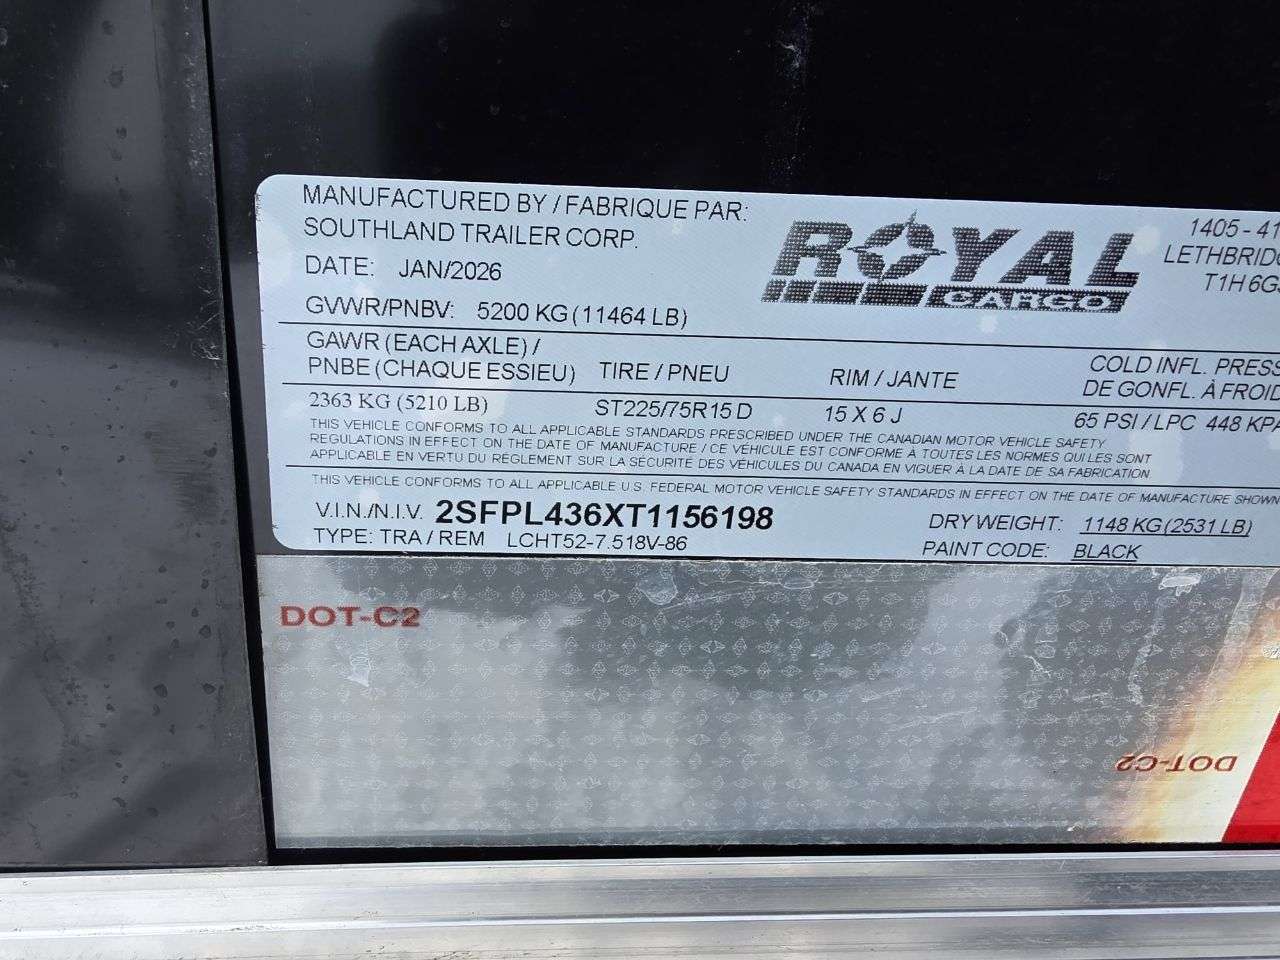 MANUFACTURED BY / FABRIQUE PAR:
SOUTHLAND TRAILER CORP.
DATE: JAN/2026
GVWR/PNBV: 5200 KG (11464 LB)
ROYAL
CARGO
1405 - 41
LETHBRIDG
T1H 6G
GAWR (EACH AXLE) /
PNBE (CHAQUE ESSIEU) TIRE / PNEU RIM / JANTE
COLD INFL. PRESS
DE GONFL. À FROID
2363 KG (5210 LB) ST225/75R15 D 15 X 6 J 65 PSI / LPC 448 KPA
THIS VEHICLE CONFORMS TO ALL APPLICABLE STANDARDS PRESCRIBED UNDER THE CANADIAN MOTOR VEHICLE SAFETY
REGULATIONS IN EFFECT ON THE DATE OF MANUFACTURE / CE VÉHICULE EST CONFORME À TOUTES LES NORMES QUI LES SONT
APPLICABLE EN VERTU DU RÈGLEMENT SUR LA SÉCURITÉ DES VÉHICULES DU CANADA EN VIGUER À LA DATE DE SA FABRICATION
THIS VEHICLE CONFORMS TO ALL APPLICABLE U.S. FEDERAL MOTOR VEHICLE SAFETY STANDARDS IN EFFECT ON THE DATE OF MANUFACTURE SHOWN
V.I.N./N.I.V. 2SFPL436XT1156198 DRY WEIGHT: 1148 KG (2531 LB)
TYPE: TRA / REM LCHT52-7.518V-86 PAINT CODE: BLACK
DOT-C2
DOT-C2